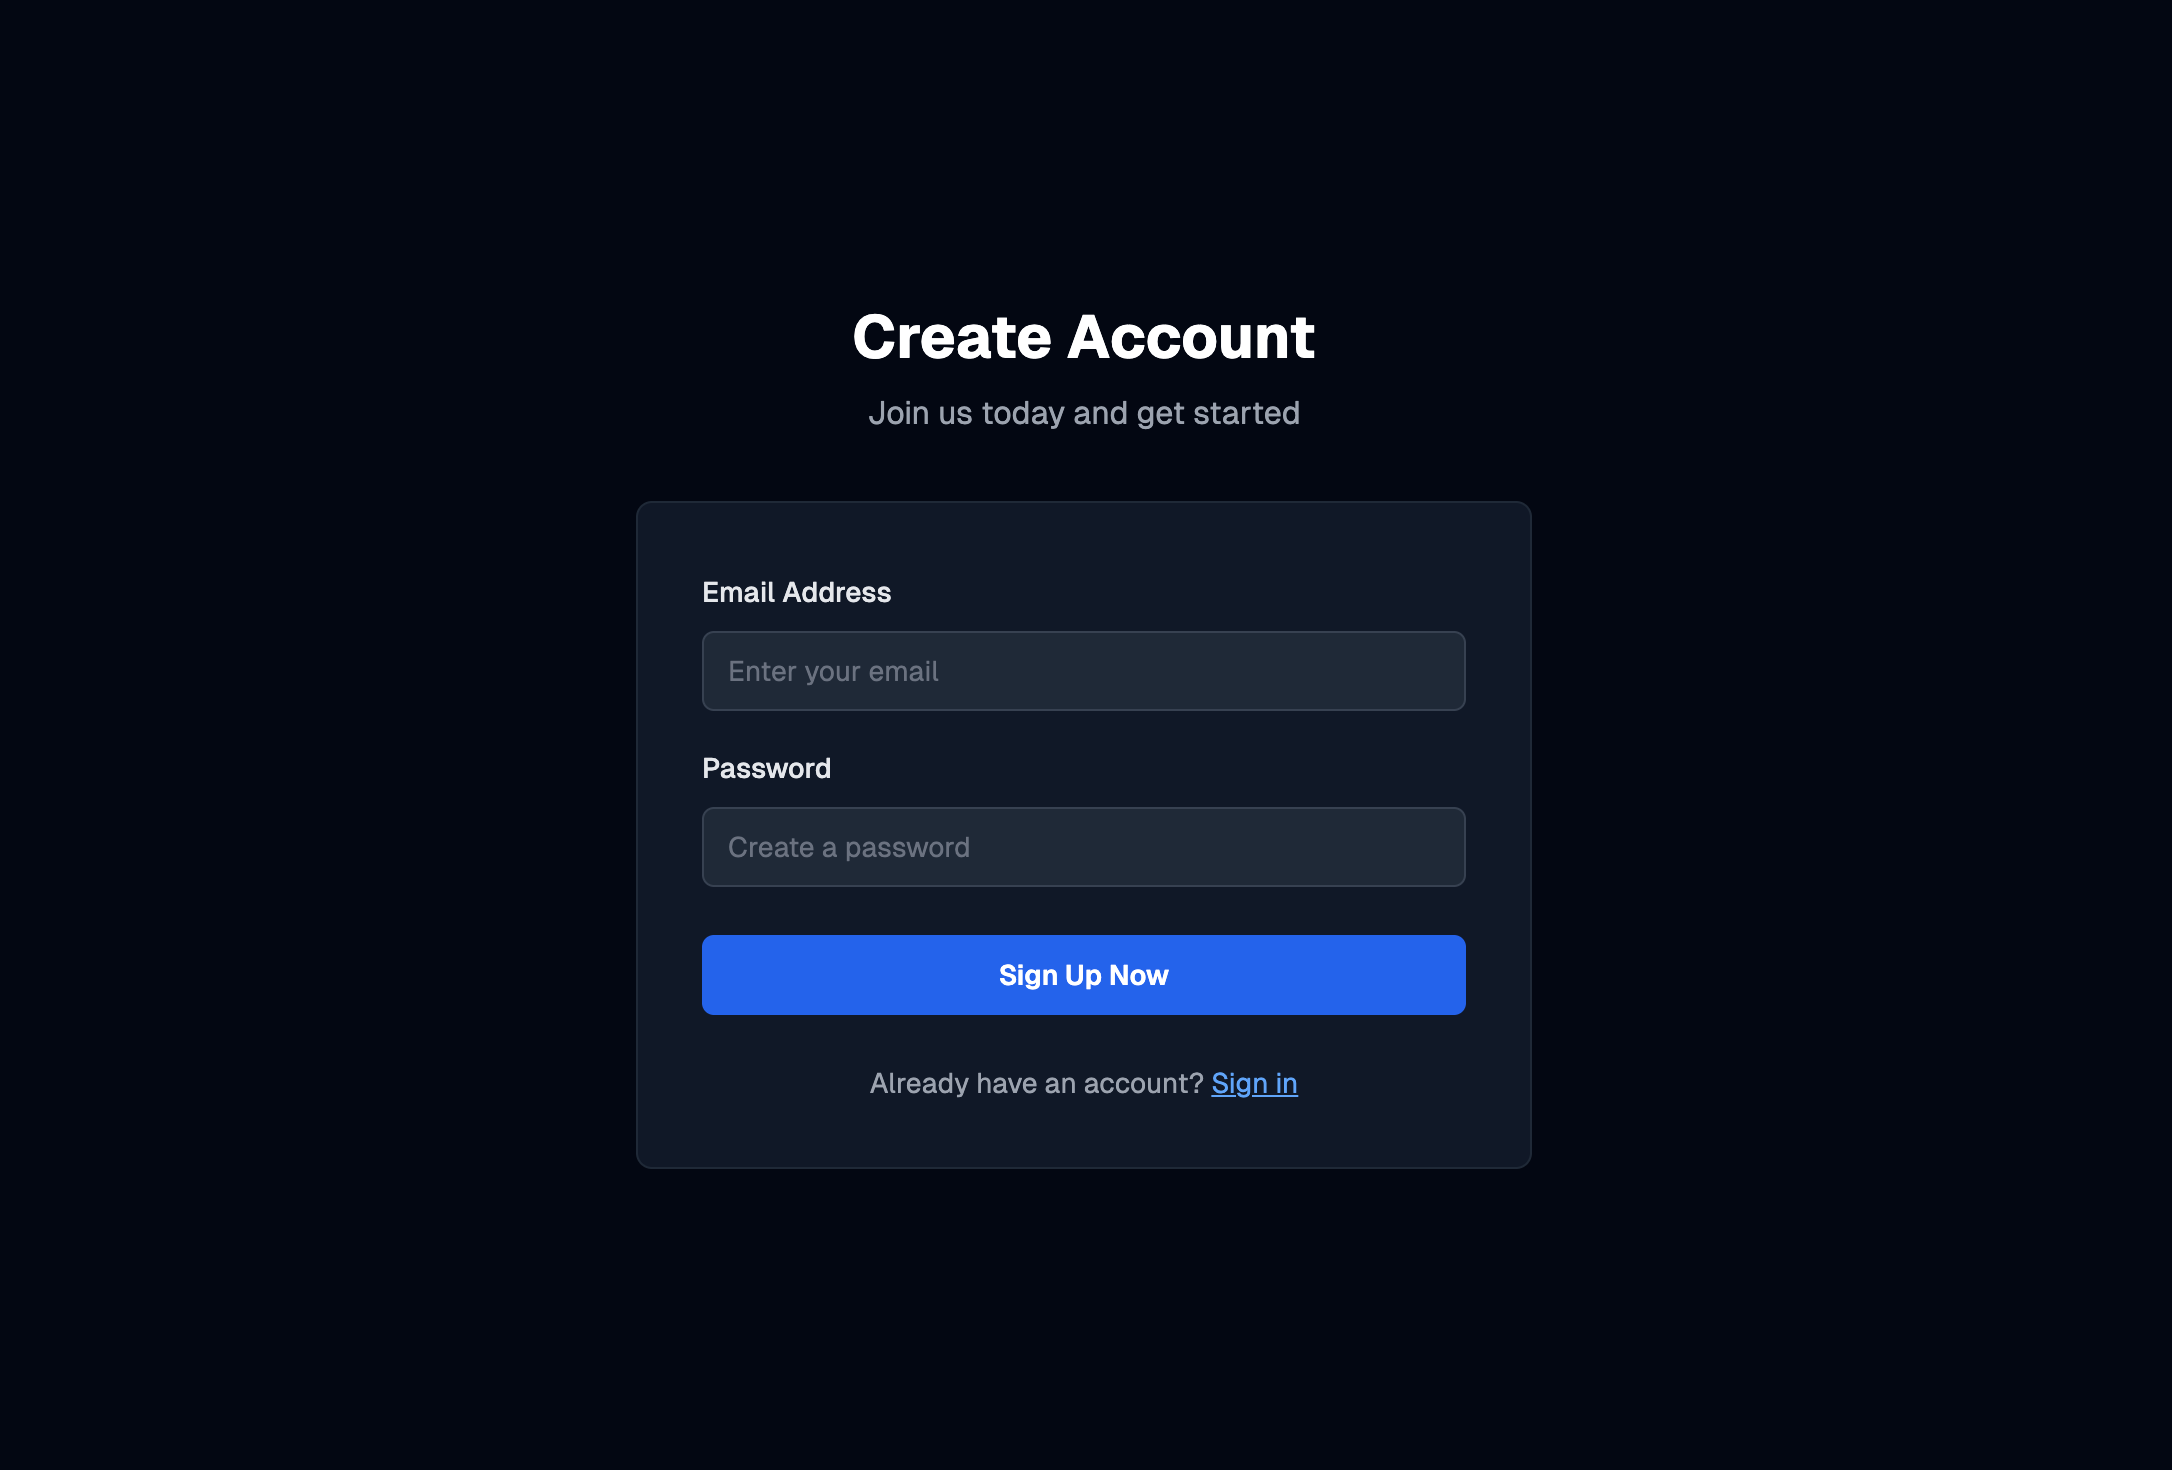 Create Account
Join us today and get started
Email Address
Enter your email
Password
Create a password
Sign Up Now
Already have an account? Sign in